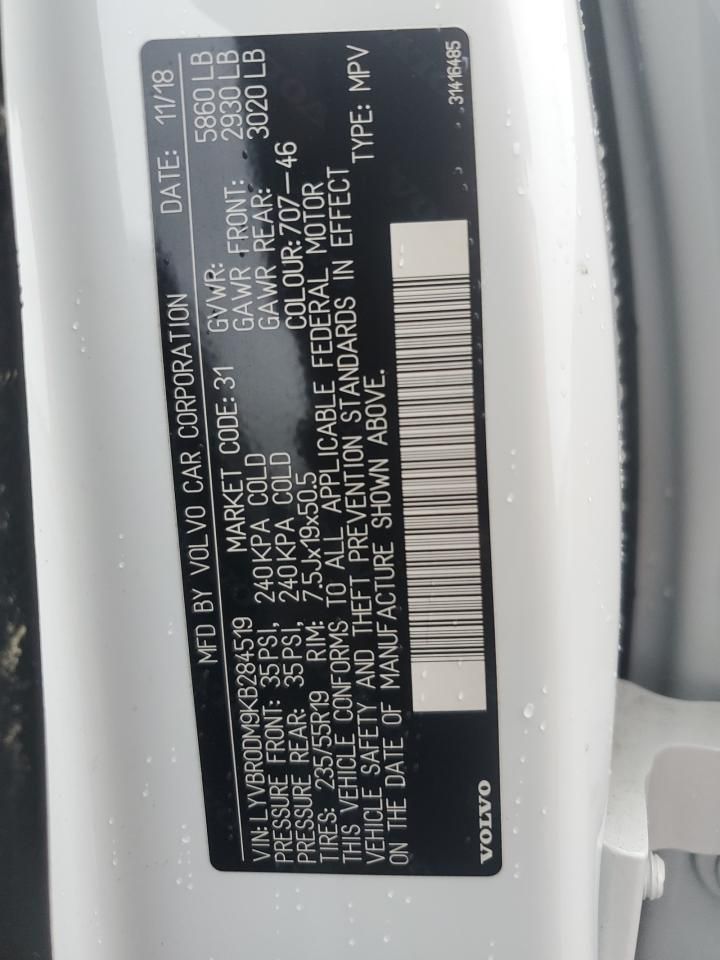 MFD BY VOLVO CAR CORPORATION DATE: 11/18
VIN: LYVBR0DM9KB284519 MARKET CODE: 31 GVWR: 5860 LB
PRESSURE FRONT: 35PSI, 240KPA COLD GAWR FRONT: 2930 LB
PRESSURE REAR: 35PSI, 240KPA COLD GAWR REAR: 3020 LB
TIRES: 235/55R19 RIM: 7.5Jx19x50.5 COLOUR: 707-46
THIS VEHICLE CONFORMS TO ALL APPLICABLE FEDERAL MOTOR
VEHICLE SAFETY AND THEFT PREVENTION STANDARDS IN EFFECT
ON THE DATE OF MANUFACTURE SHOWN ABOVE. TYPE: MPV
VOLVO 31416485